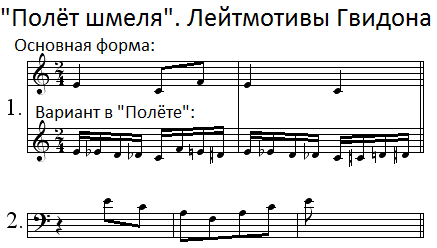 "Полёт шмеля". Лейтмотивы Гвидона
Основная форма:
1.
Вариант в "Полёте":
2.